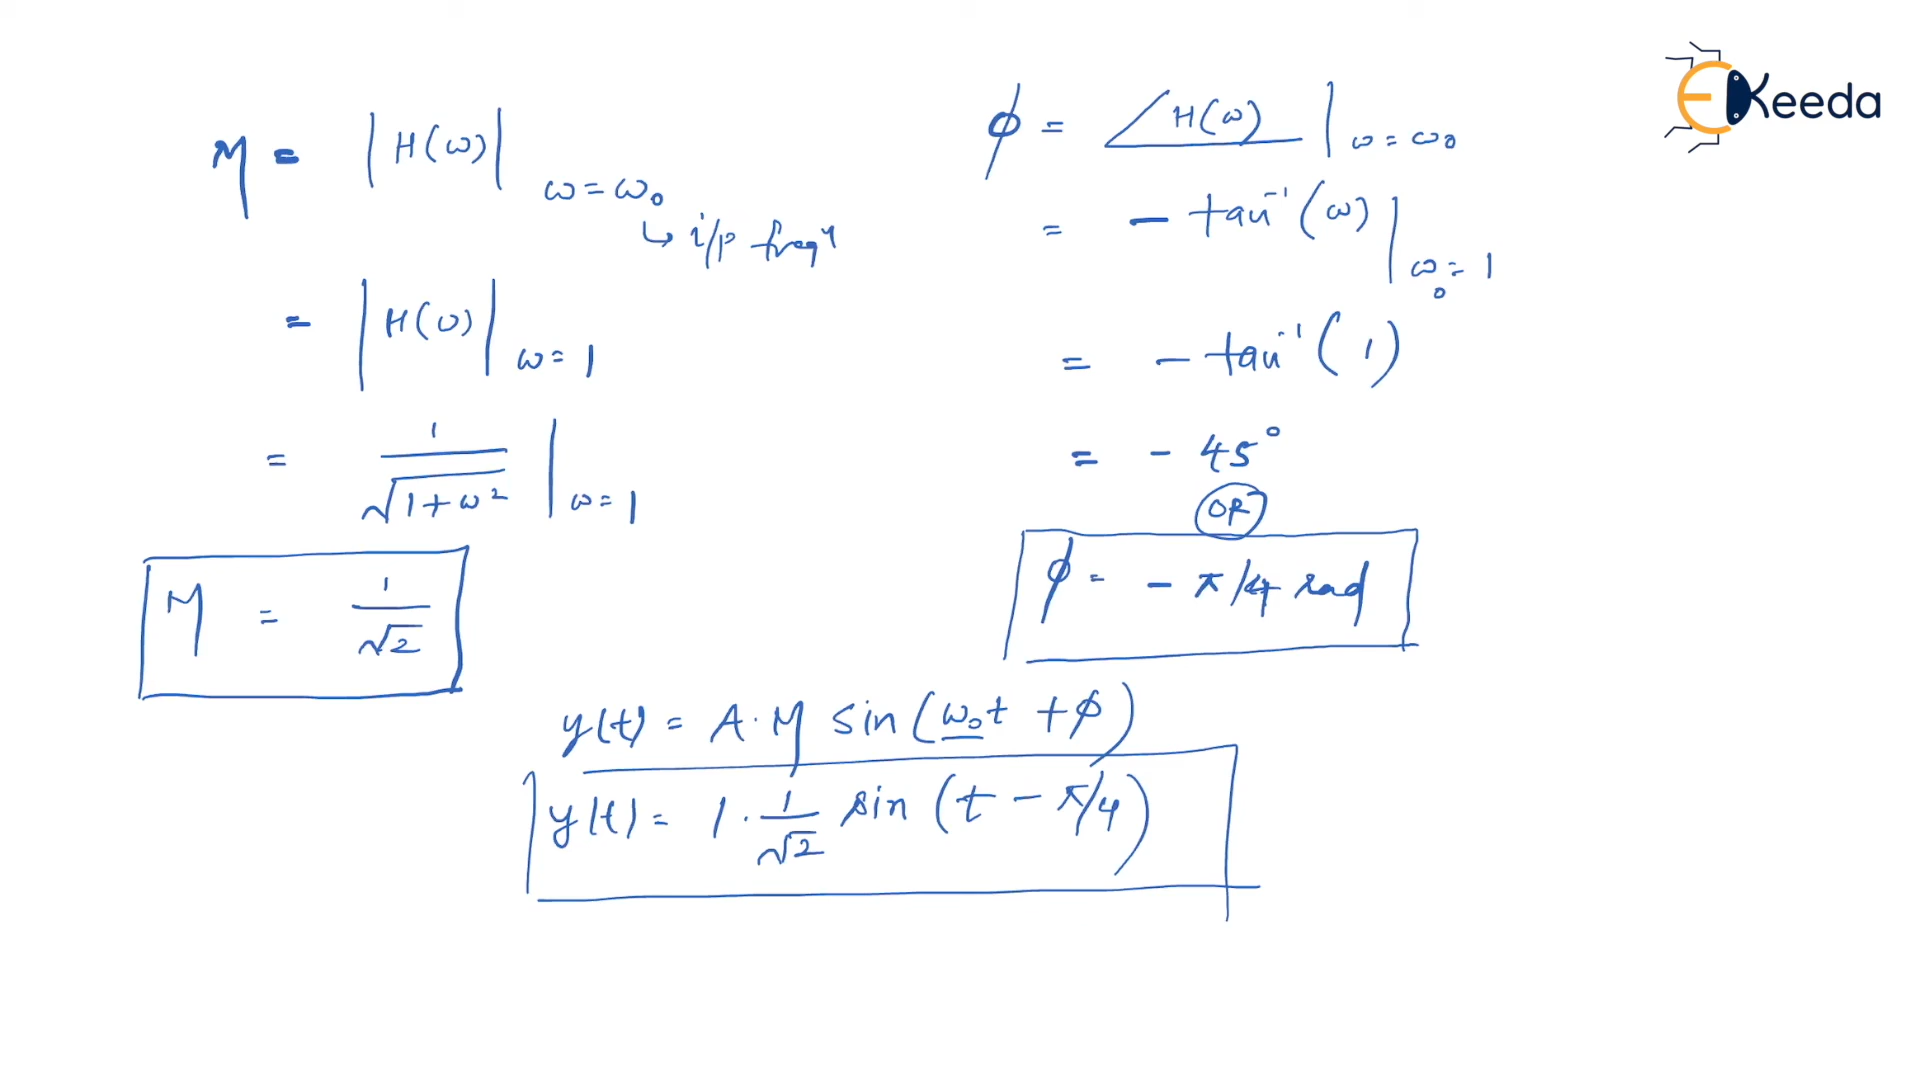 M = |H(ω)| ω = ω₀
↳ i/p freqʸ
= |H(ω)| ω = 1
= 1/√(1+ω²) | ω = 1
M = 1/√2
ϕ = ∠H(ω) | ω = ω₀
= - tan⁻¹(ω) | ω₀ = 1
= - tan⁻¹(1)
= - 45°
OR
ϕ = - π/4 rad
y(t) = A·M sin(ω₀t + ϕ)
y(t) = 1 · 1/√2 sin(t - π/4)
EKeeda